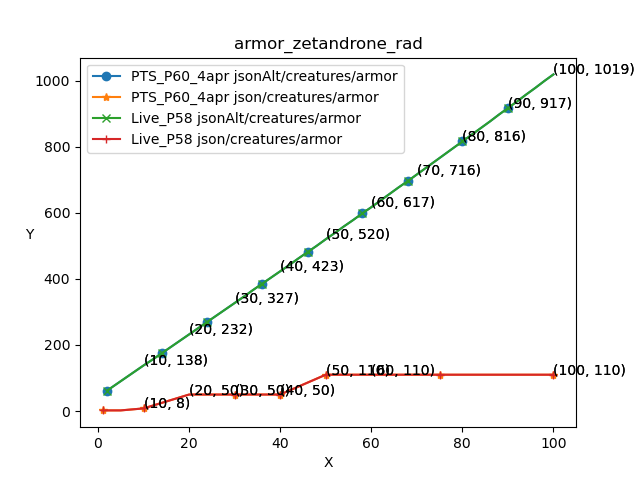 armor_zetandrone_rad
PTS_P60_4apr jsonAlt/creatures/armor
PTS_P60_4apr json/creatures/armor
Live_P58 jsonAlt/creatures/armor
Live_P58 json/creatures/armor
(100, 1019)
(90, 917)
(80, 816)
(70, 716)
(60, 617)
(50, 520)
(40, 423)
(30, 327)
(20, 232)
(10, 138)
(10, 8)
(20, 50)
(30, 50)
(40, 50)
(50, 110)
(60, 110)
(100, 110)
1000
800
600
400
200
0
Y
0 20 40 60 80 100
X